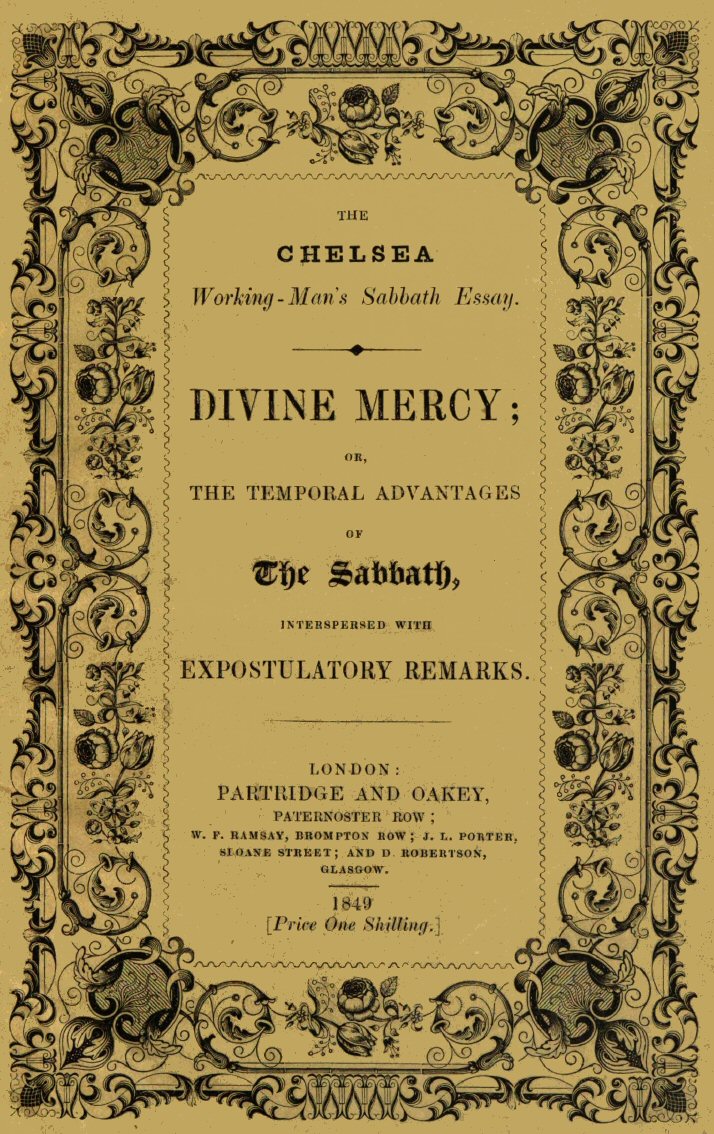 THE
CHELSEA
Working-Man's Sabbath Essay.
DIVINE MERCY;
OR,
THE TEMPORAL ADVANTAGES
OF
The Sabbath,
INTERSPERSED WITH
EXPOSTULATORY REMARKS.
LONDON:
PARTRIDGE AND OAKEY,
PATERNOSTER ROW;
W. F. RAMSAY, BROMPTON ROW; J. L. PORTER,
SLOANE STREET; AND D. ROBERTSON,
GLASGOW.
1849
[Price One Shilling.]